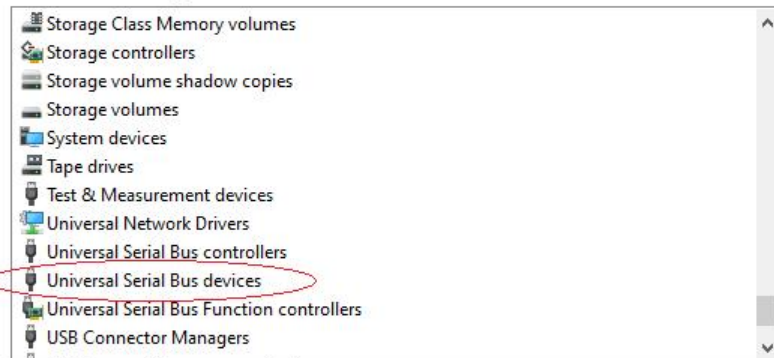 Storage Class Memory volumes
Storage controllers
Storage volume shadow copies
Storage volumes
System devices
Tape drives
Test & Measurement devices
Universal Network Drivers
Universal Serial Bus controllers
Universal Serial Bus devices
Universal Serial Bus Function controllers
USB Connector Managers